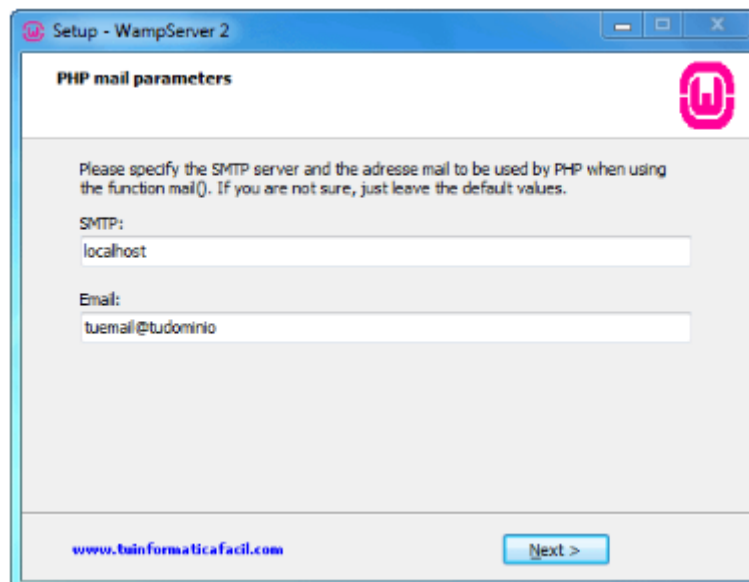 Setup - WampServer 2
PHP mail parameters
Please specify the SMTP server and the adresse mail to be used by PHP when using
the function mail(). If you are not sure, just leave the default values.
SMTP:
localhost
Email:
tuemail@tudominio
www.tuinformaticafacil.com
Next >